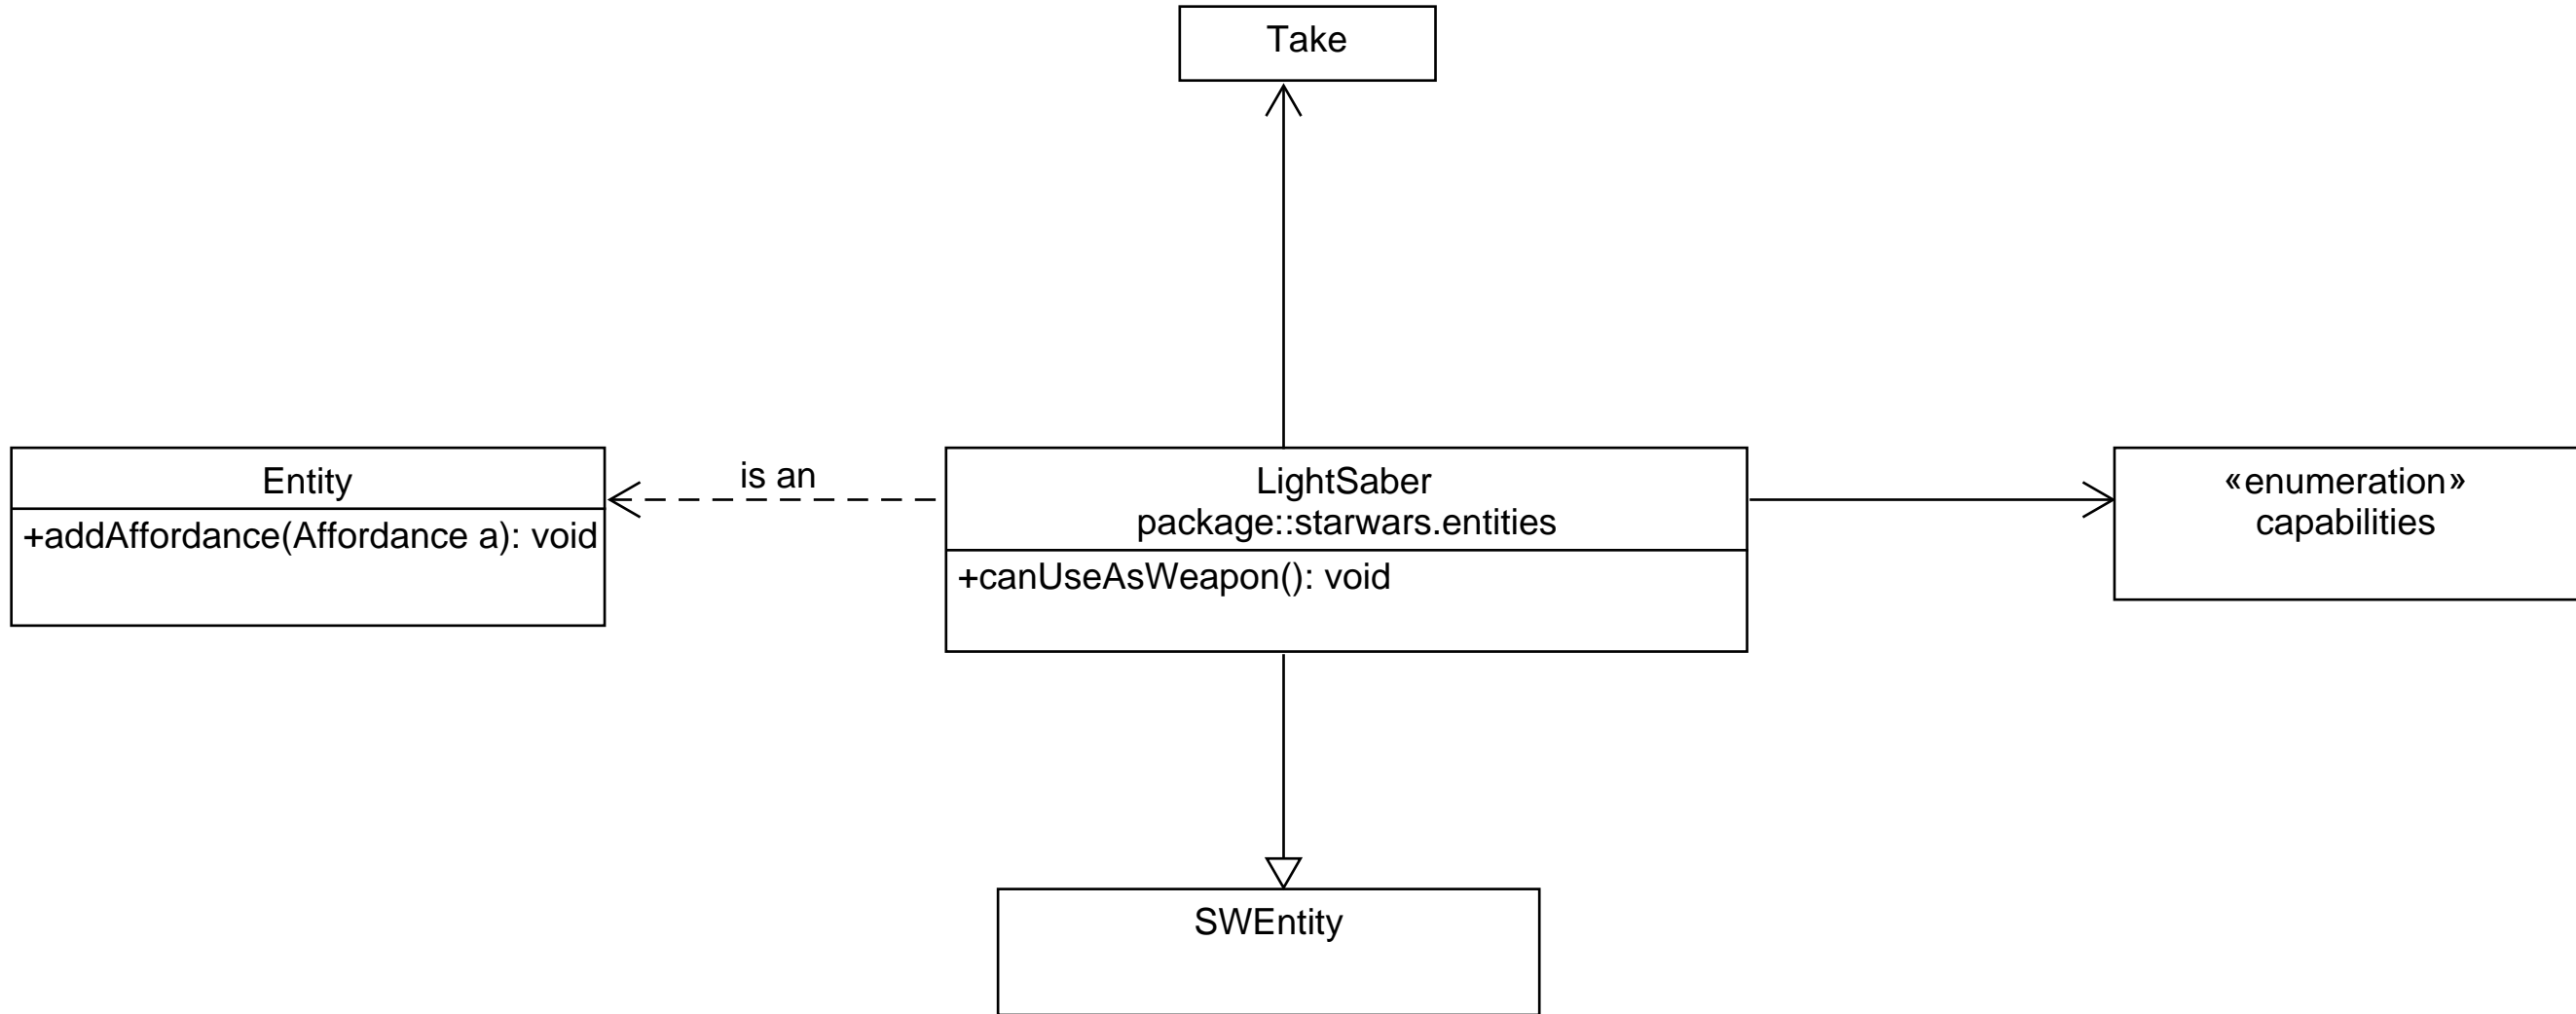 Take
Entity
+addAffordance(Affordance a): void
is an
LightSaber
package::starwars.entities
+canUseAsWeapon(): void
«enumeration»
capabilities
SWEntity